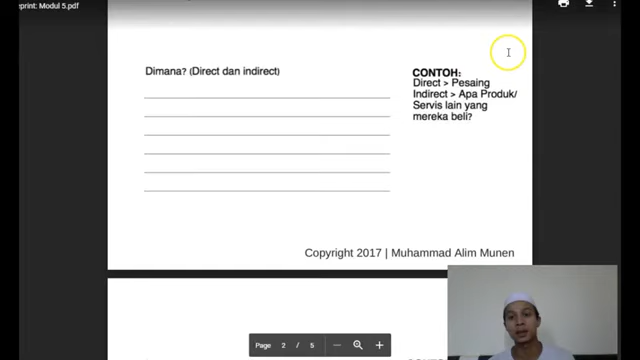 eprint: Modul 5.pdf
Dimana? (Direct dan indirect)
CONTOH:
Direct > Pesaing
Indirect > Apa Produk/
Servis lain yang
mereka beli?
Copyright 2017 | Muhammad Alim Munen
Page 2 / 5